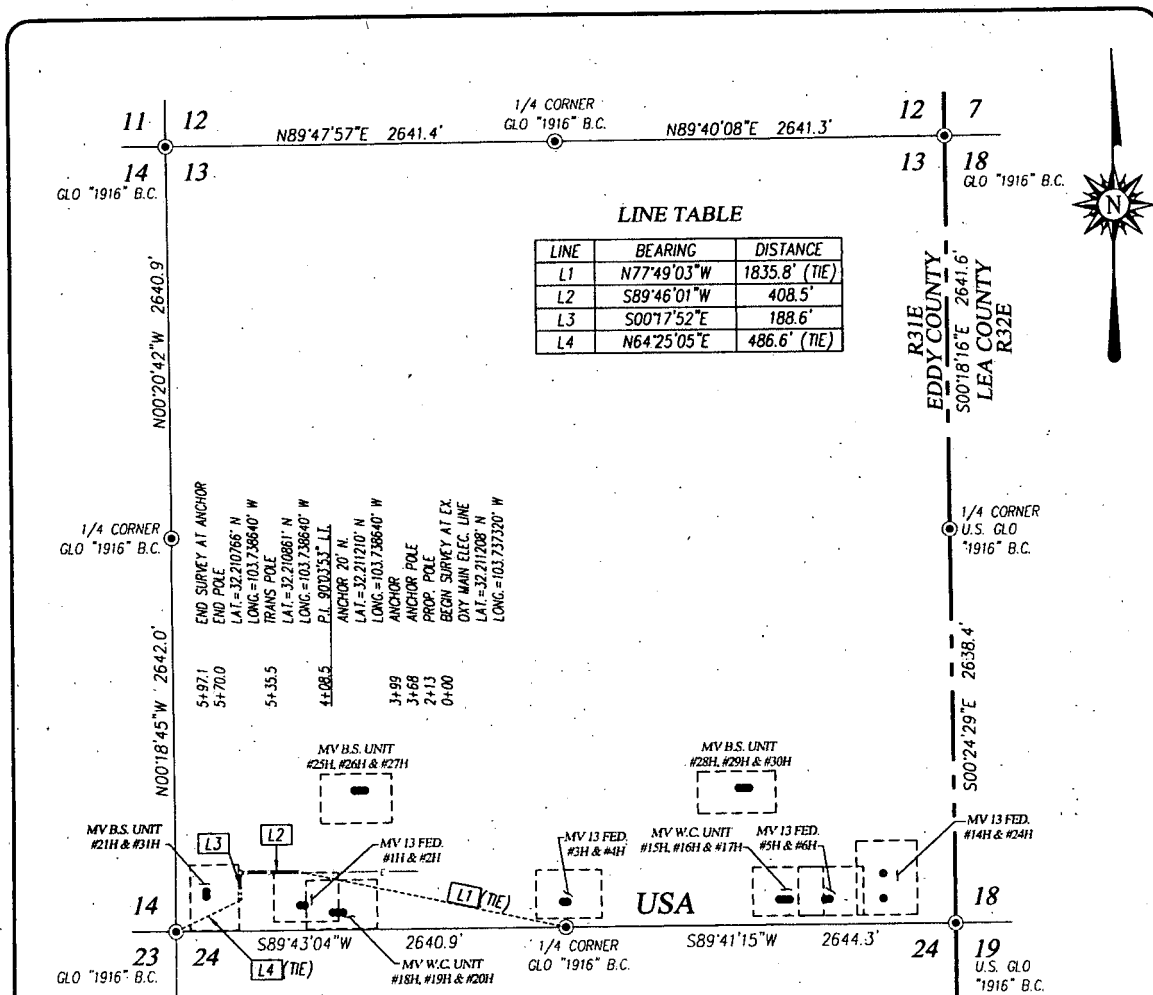 11 12
14 13
GLO "1916" B.C.
N89°47'57"E 2641.4'
1/4 CORNER
GLO "1916" B.C.
N89°40'08"E 2641.3'
12 7
13 18
GLO "1916" B.C.
N
LINE TABLE
LINE BEARING DISTANCE
L1 N77°49'03"W 1835.8' (TIE)
L2 S89°46'01"W 408.5'
L3 S00°17'52"E 188.6'
L4 N64°25'05"E 486.6' (TIE)
N00°20'42"W 2640.9'
R31E
EDDY COUNTY
S00°18'16"E 2641.6'
LEA COUNTY
R32E
1/4 CORNER
GLO "1916" B.C.
1/4 CORNER
U.S. GLO
"1916" B.C.
5+97.1 END SURVEY AT ANCHOR
5+70.0 END POLE
LAT.=32.210766° N
LONG.=103.738640° W
5+35.5 TRANS POLE
LAT.=32.210861° N
LONG.=103.738640° W
4+08.5 P.I. 90°03'53" LT.
ANCHOR 20' N.
LAT.=32.211210° N
LONG.=103.738640° W
3+99 ANCHOR
3+68 ANCHOR POLE
2+13 PROP. POLE
0+00 BEGIN SURVEY AT EX.
OXY MAIN ELEC. LINE
LAT.=32.211208° N
LONG.=103.737320° W
N00°18'45"W 2642.0'
S00°24'29"E 2638.4'
MV B.S. UNIT
#25H, #26H & #27H
MV B.S. UNIT
#28H, #29H & #30H
MV B.S. UNIT
#21H & #31H
L3
L2
MV 13 FED.
#1H & #2H
E
L1 (TIE)
MV 13 FED.
#3H & #4H
MV W.C. UNIT
#15H, #16H & #17H
MV 13 FED.
#5H & #6H
MV 13 FED.
#14H & #24H
USA
14
23 24
GLO "1916" B.C.
L4 (TIE)
S89°43'04"W 2640.9'
MV W.C. UNIT
#18H, #19H & #20H
1/4 CORNER
GLO "1916" B.C.
S89°41'15"W 2644.3'
18
24 19
U.S. GLO
"1916" B.C.